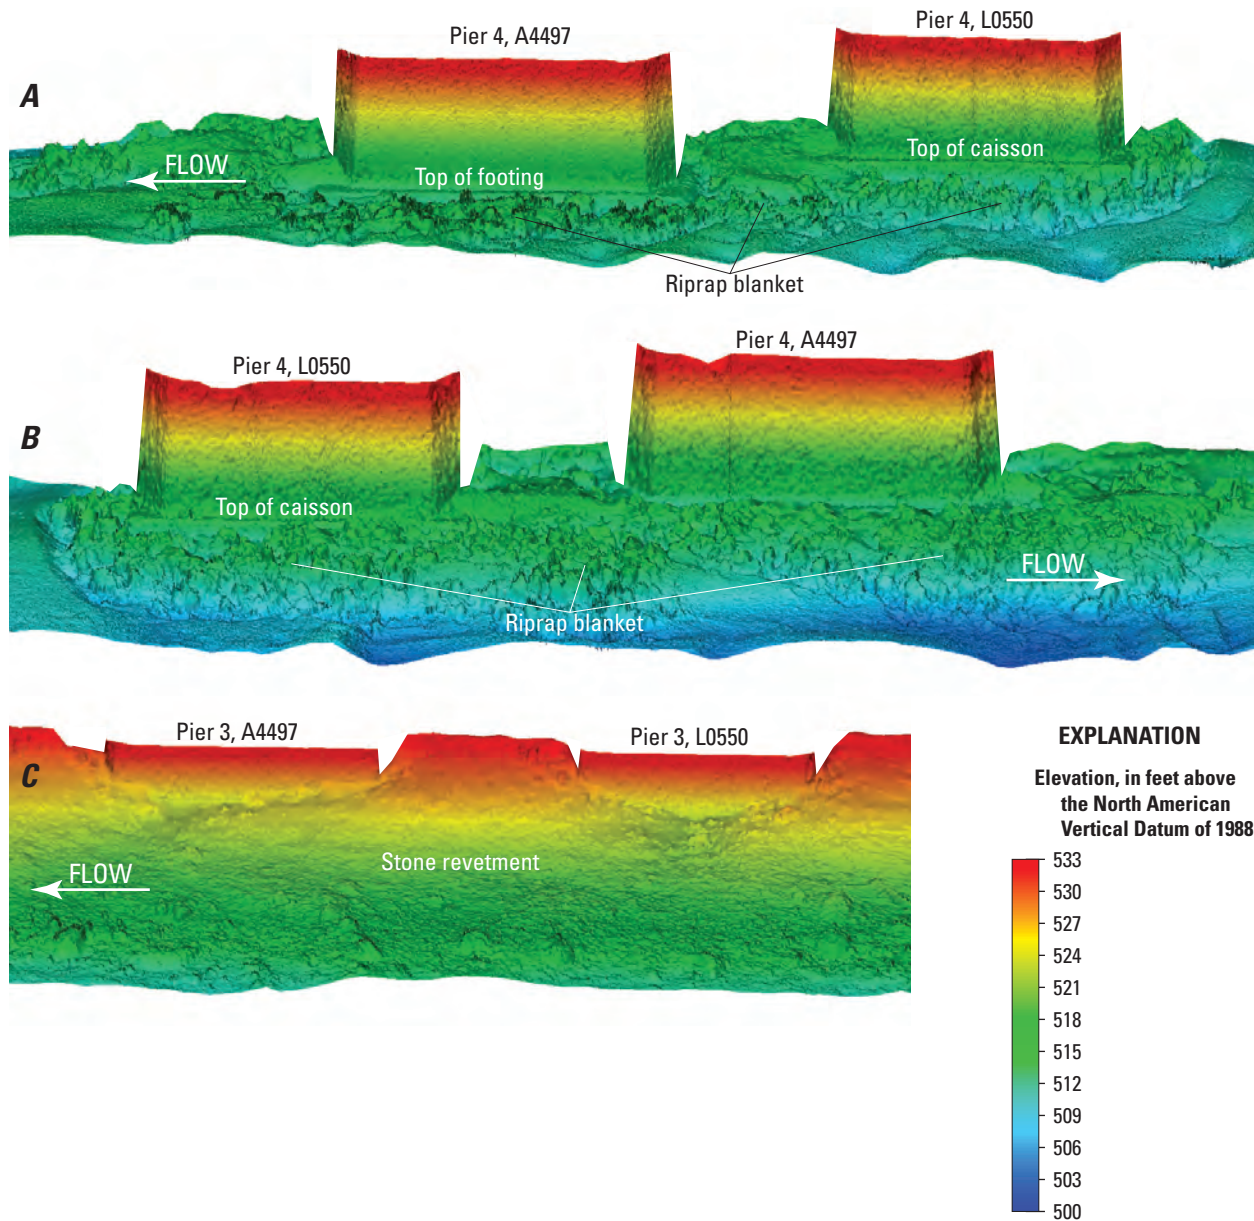 Pier 4, A4497
Pier 4, L0550
A
FLOW
Top of footing
Top of caisson
Riprap blanket
Pier 4, L0550
Pier 4, A4497
B
Top of caisson
FLOW
Riprap blanket
Pier 3, A4497
Pier 3, L0550
C
Stone revetment
FLOW
EXPLANATION
Elevation, in feet above
the North American
Vertical Datum of 1988
533
530
527
524
521
518
515
512
509
506
503
500